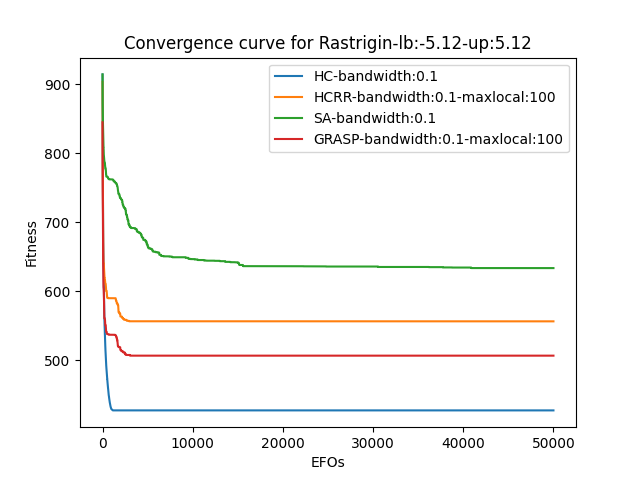 Convergence curve for Rastrigin-lb:-5.12-up:5.12
HC-bandwidth:0.1
HCRR-bandwidth:0.1-maxlocal:100
SA-bandwidth:0.1
GRASP-bandwidth:0.1-maxlocal:100
Fitness
900
800
700
600
500
0 10000 20000 30000 40000 50000
EFOs